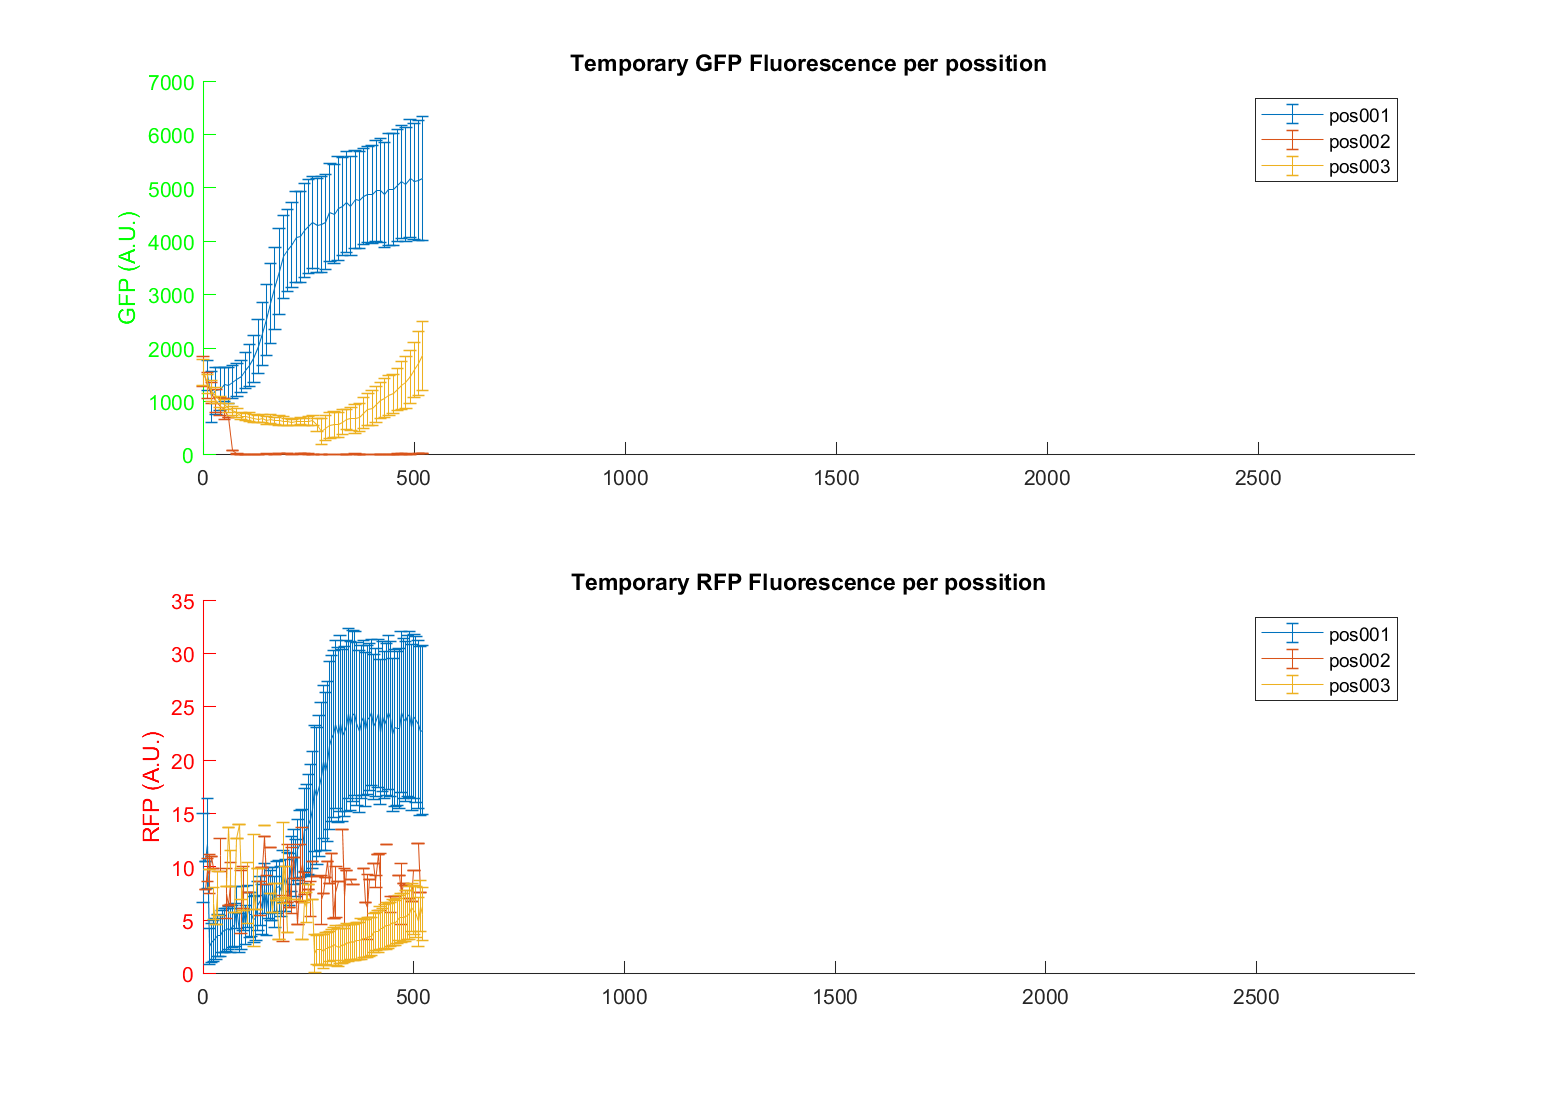 Temporary GFP Fluorescence per possition
7000
6000
5000
4000
3000
2000
1000
0
GFP (A.U.)
pos001
pos002
pos003
0 500 1000 1500 2000 2500
Temporary RFP Fluorescence per possition
35
30
25
20
15
10
5
0
RFP (A.U.)
pos001
pos002
pos003
0 500 1000 1500 2000 2500